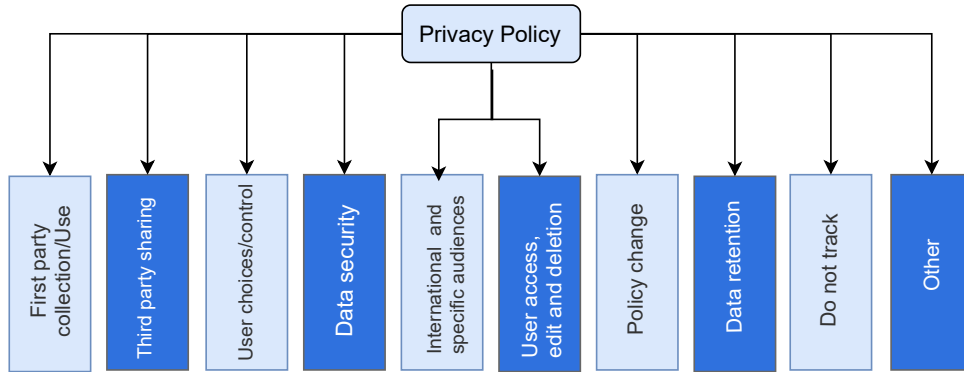 Privacy Policy
First party
collection/Use
Third party sharing
User choices/control
Data security
International and
specific audiences
User access,
edit and deletion
Policy change
Data retention
Do not track
Other